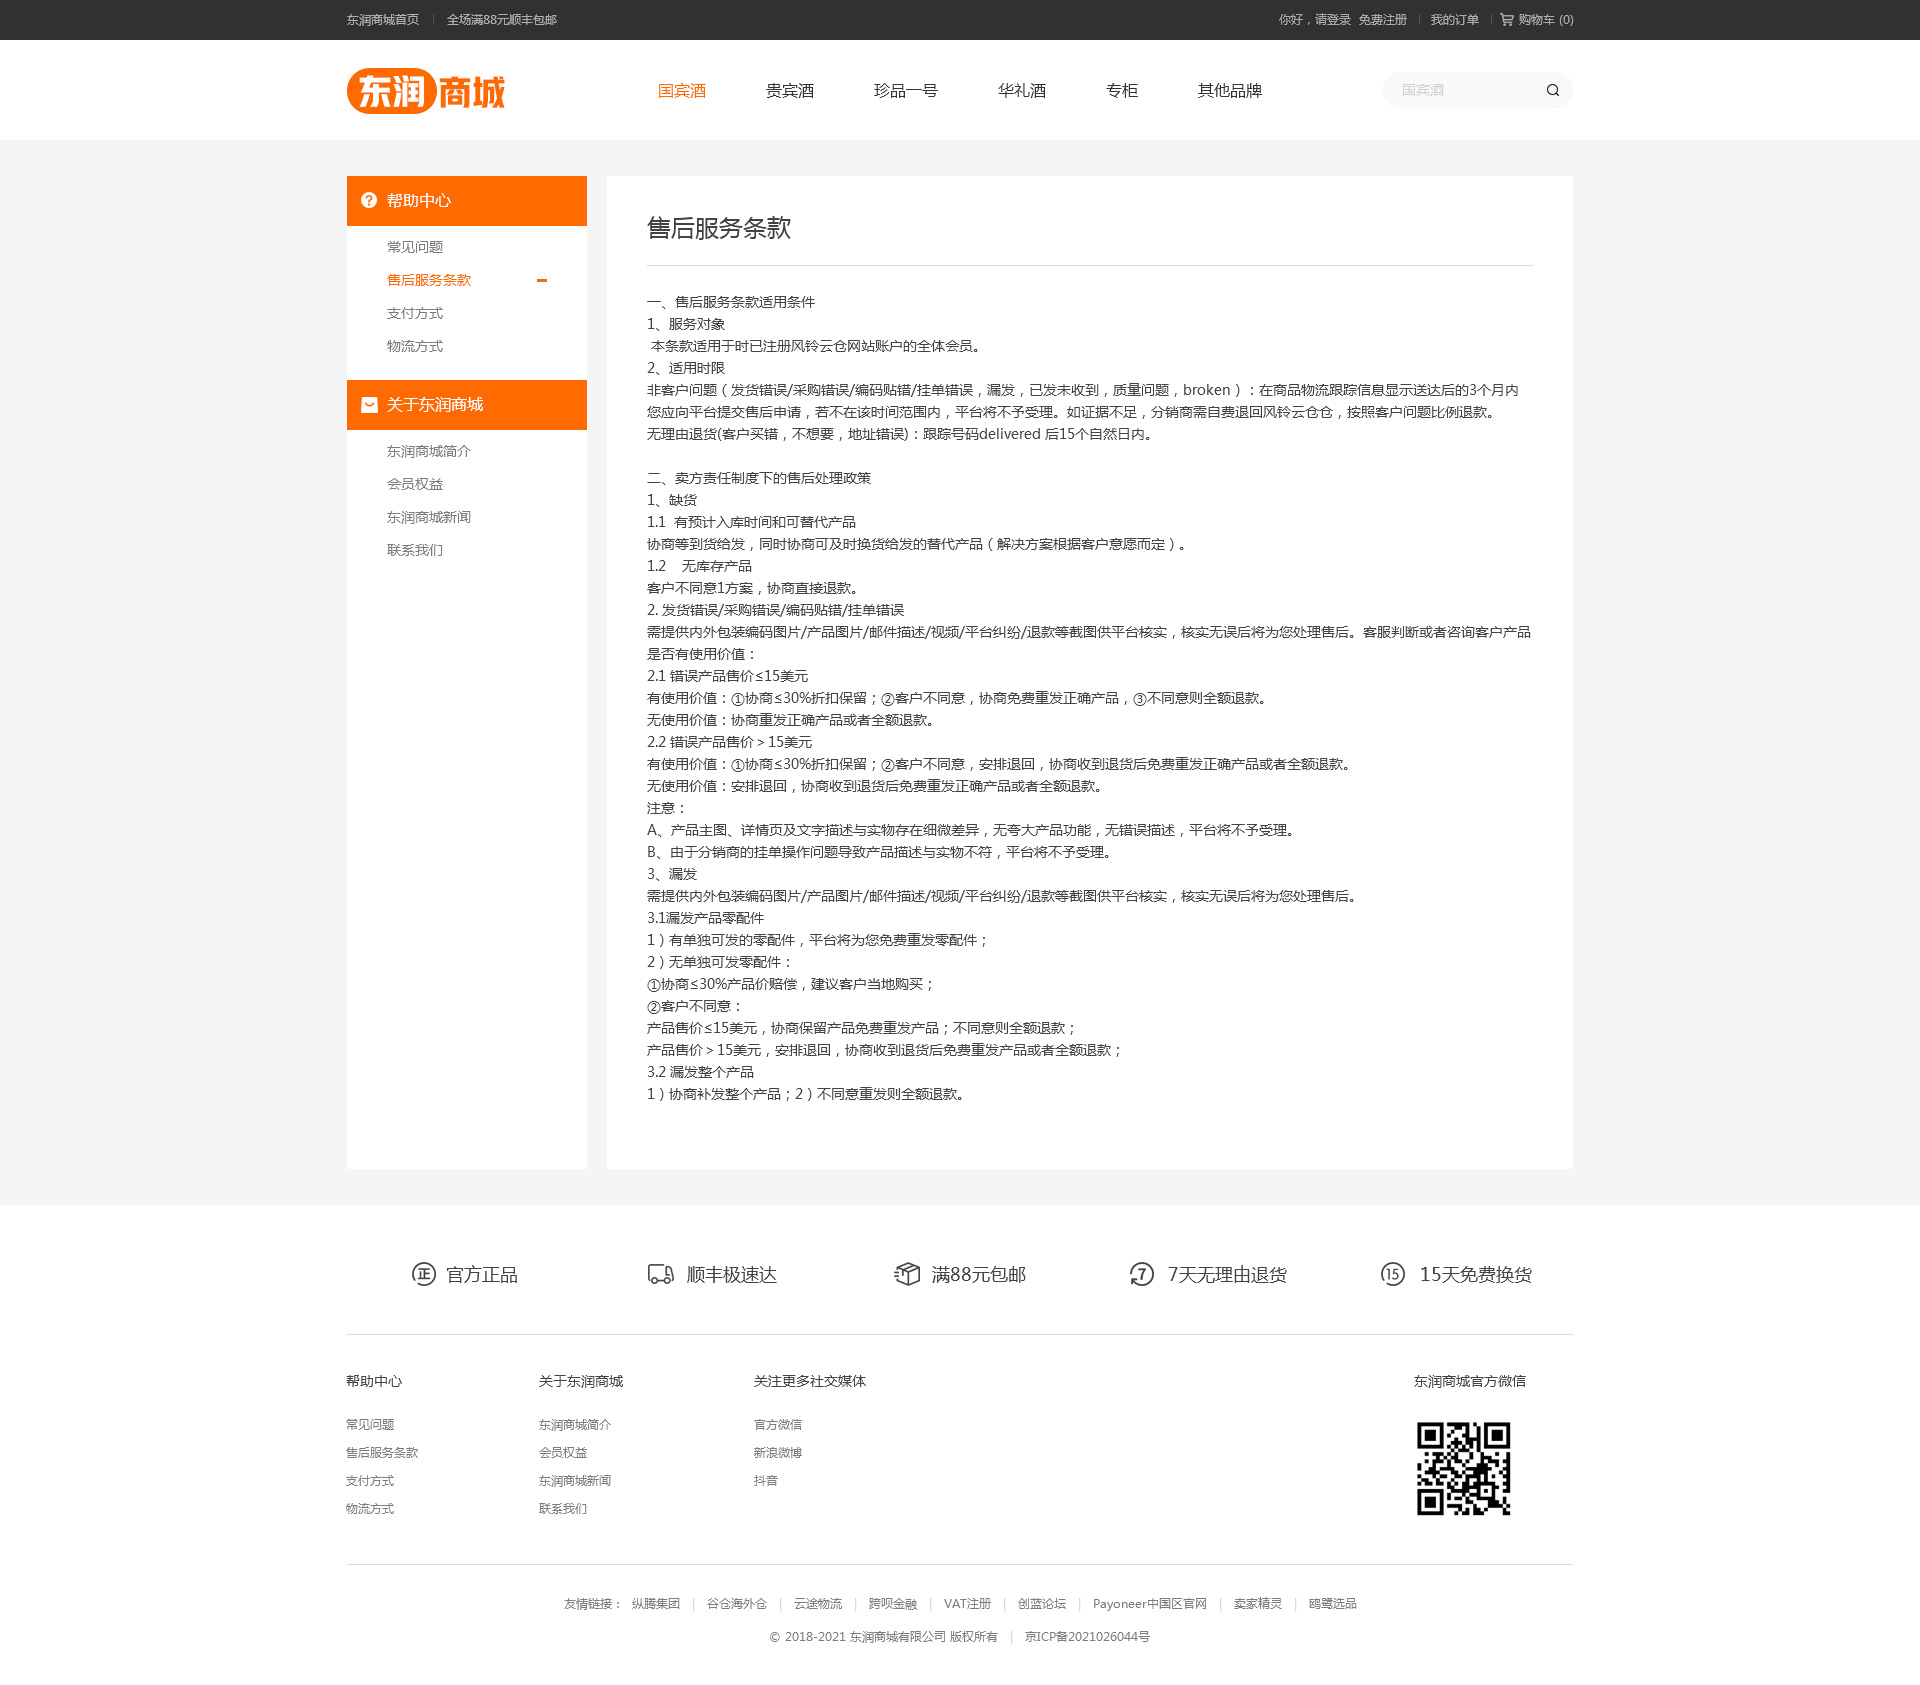 东润商城首页 | 全场满88元顺丰包邮
你好，请登录 免费注册 | 我的订单 | 购物车 (0)
东润商城
国宾酒 贵宾酒 珍品一号 华礼酒 专柜 其他品牌
国宾酒
帮助中心
常见问题
售后服务条款
支付方式
物流方式
关于东润商城
东润商城简介
会员权益
东润商城新闻
联系我们
售后服务条款
一、售后服务条款适用条件
1、服务对象
本条款适用于时已注册风铃云仓网站账户的全体会员。
2、适用时限
非客户问题（发货错误/采购错误/编码贴错/挂单错误，漏发，已发未收到，质量问题，broken）：在商品物流跟踪信息显示送达后的3个月内
您应向平台提交售后申请，若不在该时间范围内，平台将不予受理。如证据不足，分销商需自费退回风铃云仓仓，按照客户问题比例退款。
无理由退货(客户买错，不想要，地址错误)：跟踪号码delivered 后15个自然日内。
二、卖方责任制度下的售后处理政策
1、缺货
1.1 有预计入库时间和可替代产品
协商等到货给发，同时协商可及时换货给发的替代产品（解决方案根据客户意愿而定）。
1.2 无库存产品
客户不同意1方案，协商直接退款。
2. 发货错误/采购错误/编码贴错/挂单错误
需提供内外包装编码图片/产品图片/邮件描述/视频/平台纠纷/退款等截图供平台核实，核实无误后将为您处理售后。客服判断或者咨询客户产品
是否有使用价值：
2.1 错误产品售价≤15美元
有使用价值：①协商≤30%折扣保留；②客户不同意，协商免费重发正确产品，③不同意则全额退款。
无使用价值：协商重发正确产品或者全额退款。
2.2 错误产品售价＞15美元
有使用价值：①协商≤30%折扣保留；②客户不同意，安排退回，协商收到退货后免费重发正确产品或者全额退款。
无使用价值：安排退回，协商收到退货后免费重发正确产品或者全额退款。
注意：
A、产品主图、详情页及文字描述与实物存在细微差异，无夸大产品功能，无错误描述，平台将不予受理。
B、由于分销商的挂单操作问题导致产品描述与实物不符，平台将不予受理。
3、漏发
需提供内外包装编码图片/产品图片/邮件描述/视频/平台纠纷/退款等截图供平台核实，核实无误后将为您处理售后。
3.1漏发产品零配件
1）有单独可发的零配件，平台将为您免费重发零配件；
2）无单独可发零配件：
①协商≤30%产品价赔偿，建议客户当地购买；
②客户不同意：
产品售价≤15美元，协商保留产品免费重发产品；不同意则全额退款；
产品售价＞15美元，安排退回，协商收到退货后免费重发产品或者全额退款；
3.2 漏发整个产品
1）协商补发整个产品；2）不同意重发则全额退款。
正 官方正品 顺丰极速达 满88元包邮 7 7天无理由退货 15 15天免费换货
帮助中心
常见问题
售后服务条款
支付方式
物流方式
关于东润商城
东润商城简介
会员权益
东润商城新闻
联系我们
关注更多社交媒体
官方微信
新浪微博
抖音
东润商城官方微信
友情链接： 纵腾集团 | 谷仓海外仓 | 云途物流 | 跨呗金融 | VAT注册 | 创蓝论坛 | Payoneer中国区官网 | 卖家精灵 | 鸥鹭选品
© 2018-2021 东润商城有限公司 版权所有 | 京ICP备2021026044号